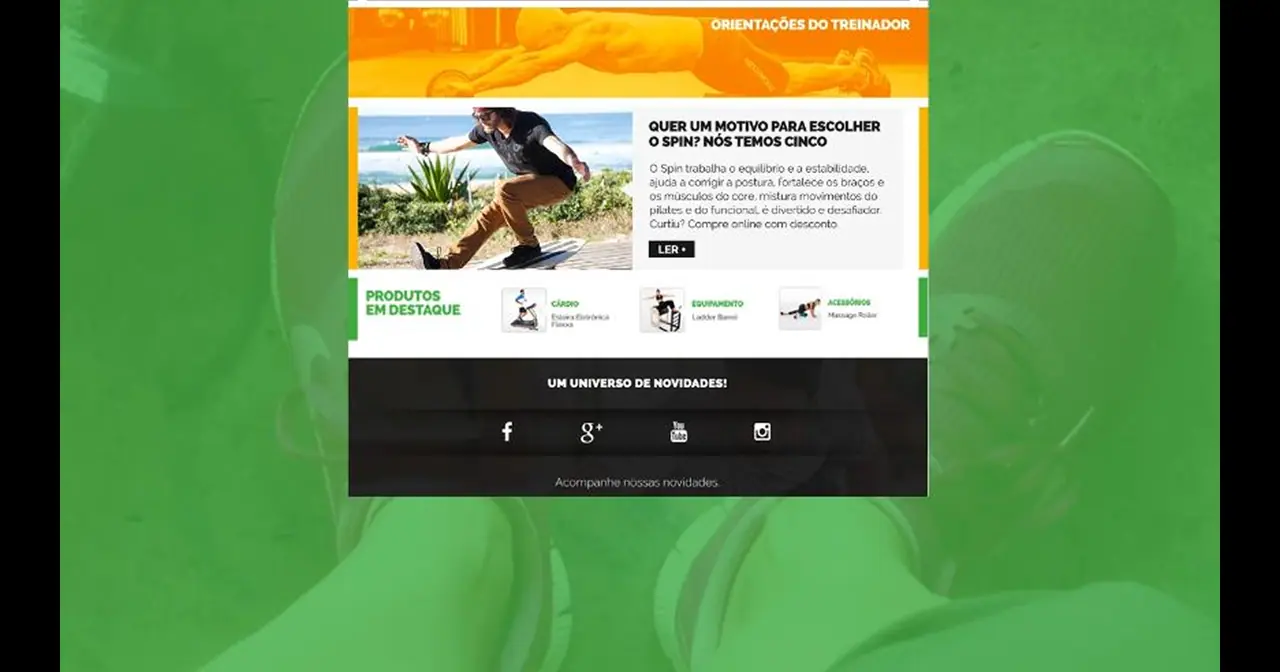 ORIENTAÇÕES DO TREINADOR
QUER UM MOTIVO PARA ESCOLHER
O SPIN? NÓS TEMOS CINCO
O Spin trabalha o equilíbrio e a estabilidade,
ajuda a corrigir a postura, fortalece os braços e
os músculos do core, mistura movimentos do
pilates e do funcional, é divertido e desafiador.
Curtiu? Compre online com desconto
LER +
PRODUTOS
EM DESTAQUE
CÁRDIO
Esteira Eletrônica
EQUIPAMENTO
Ladder Barrel
ACESSÓRIOS
Massage Roller
UM UNIVERSO DE NOVIDADES!
f
g+
You
Tube
Acompanhe nossas novidades.